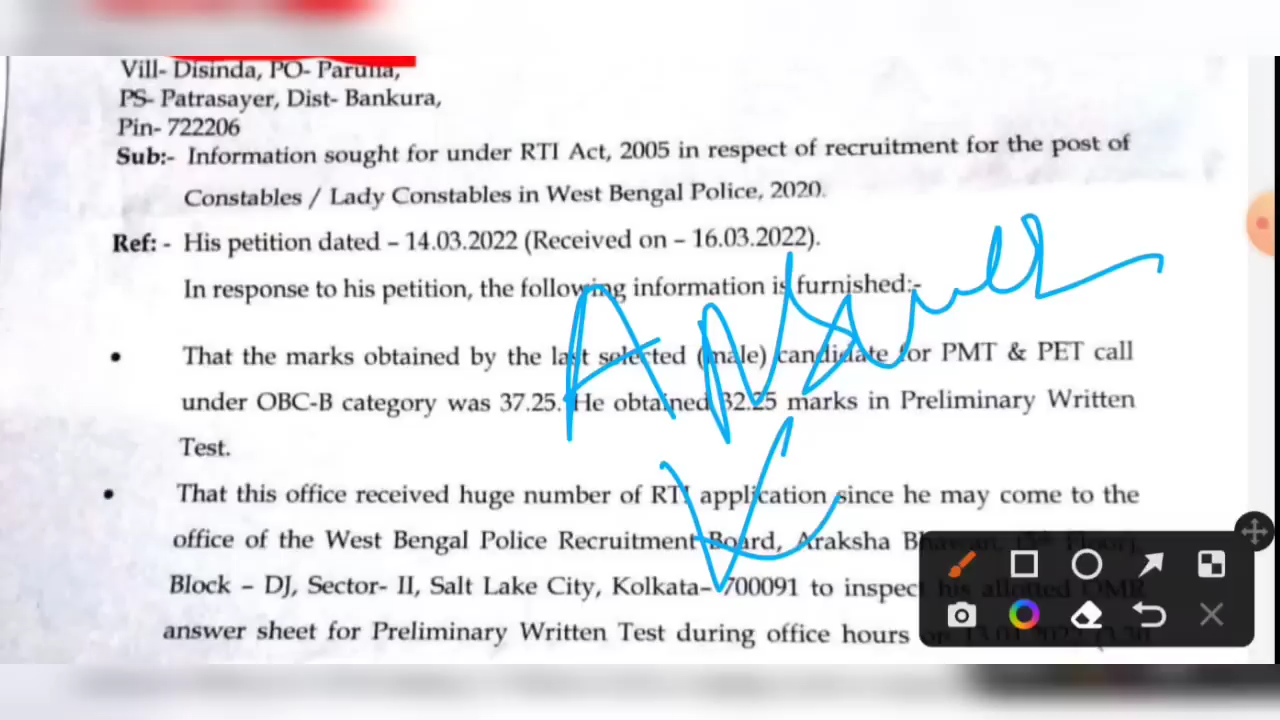 Vill- Disinda, PO- Parulia,
PS- Patrasayer, Dist- Bankura,
Pin- 722206
Sub:- Information sought for under RTI Act, 2005 in respect of recruitment for the post of
Constables / Lady Constables in West Bengal Police, 2020.
Ref: - His petition dated – 14.03.2022 (Received on – 16.03.2022).
In response to his petition, the following information is furnished:-
• That the marks obtained by the last selected (male) candidate for PMT & PET call
under OBC-B category was 37.25. He obtained 32.25 marks in Preliminary Written
Test.
• That this office received huge number of RTI application since he may come to the
office of the West Bengal Police Recruitment Board, Araksha
Block – DJ, Sector- II, Salt Lake City, Kolkata– 700091 to inspect his allotted OMR
answer sheet for Preliminary Written Test during office hours